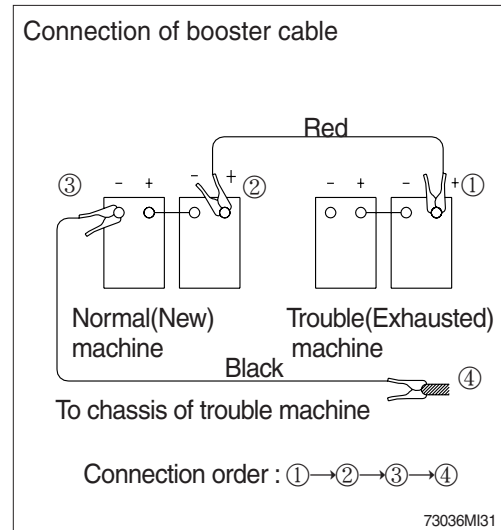 Connection of booster cable
Red
③ - + - + ② - + - + ①
Normal(New) machine
Trouble(Exhausted) machine
Black
④
To chassis of trouble machine
Connection order : ①→②→③→④
73036MI31